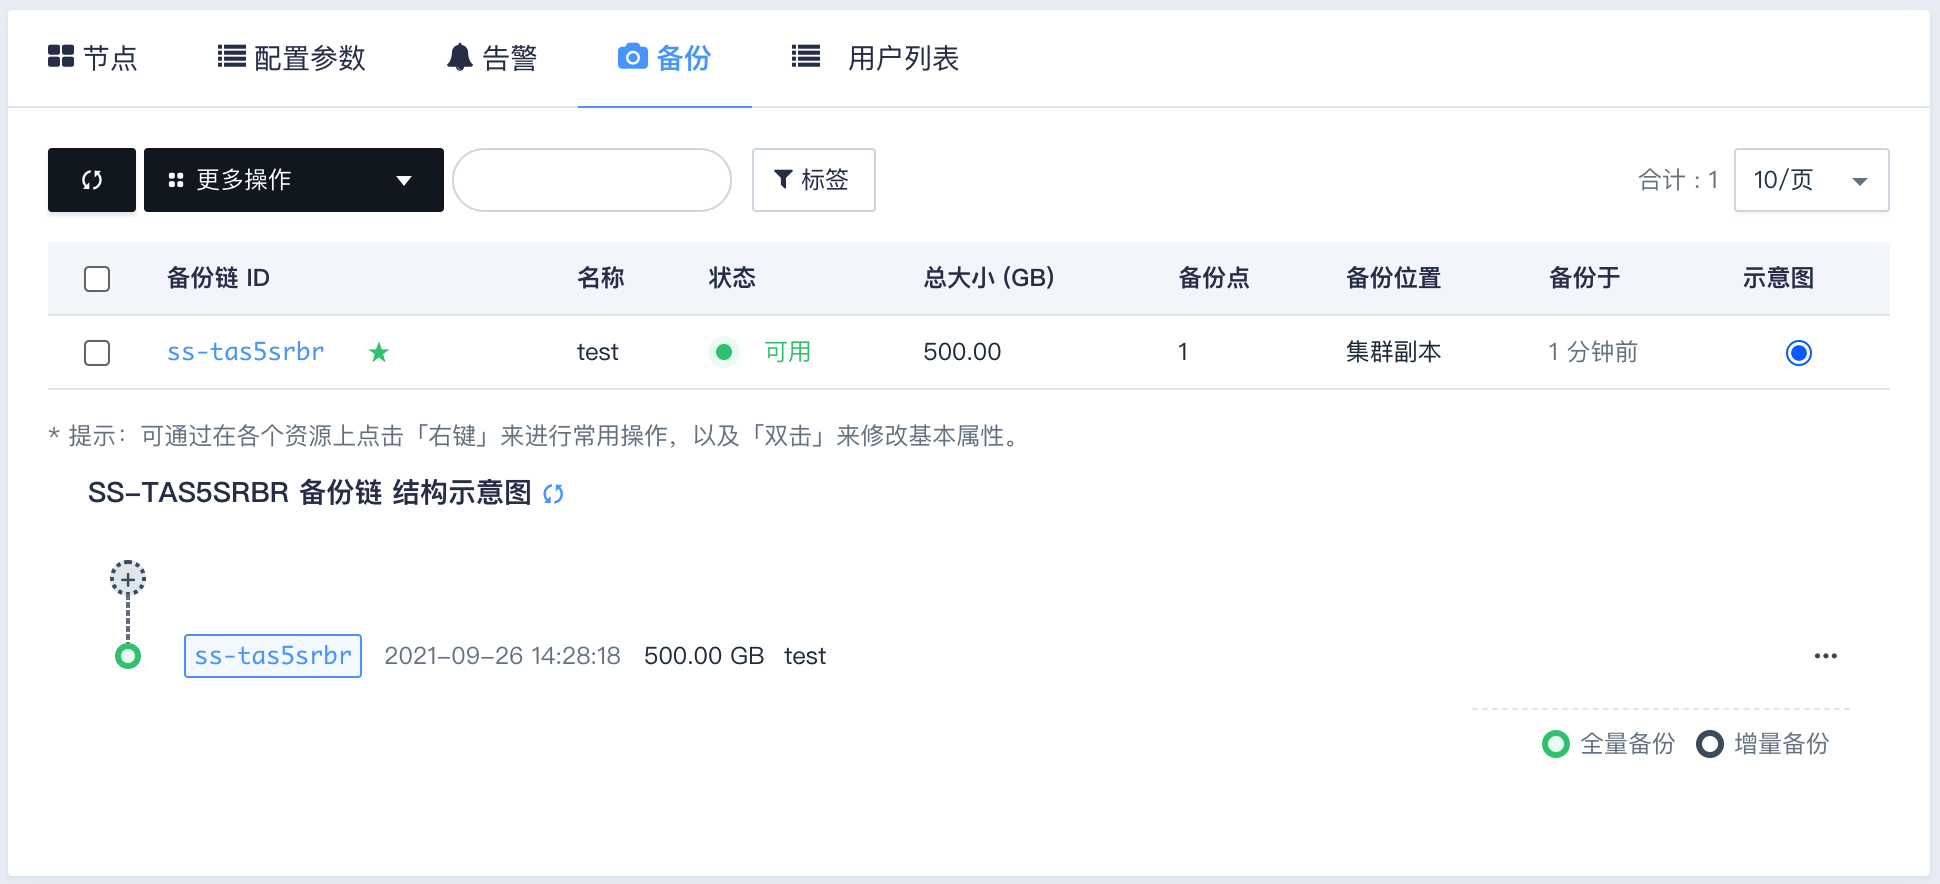 节点 配置参数 告警 备份 用户列表
更多操作 标签 合计：1 10/页
备份链 ID 名称 状态 总大小 (GB) 备份点 备份位置 备份于 示意图
ss-tas5srbr test 可用 500.00 1 集群副本 1 分钟前
* 提示：可通过在各个资源上点击「右键」来进行常用操作，以及「双击」来修改基本属性。
SS-TAS5SRBR 备份链 结构示意图
ss-tas5srbr 2021-09-26 14:28:18 500.00 GB test
全量备份 增量备份